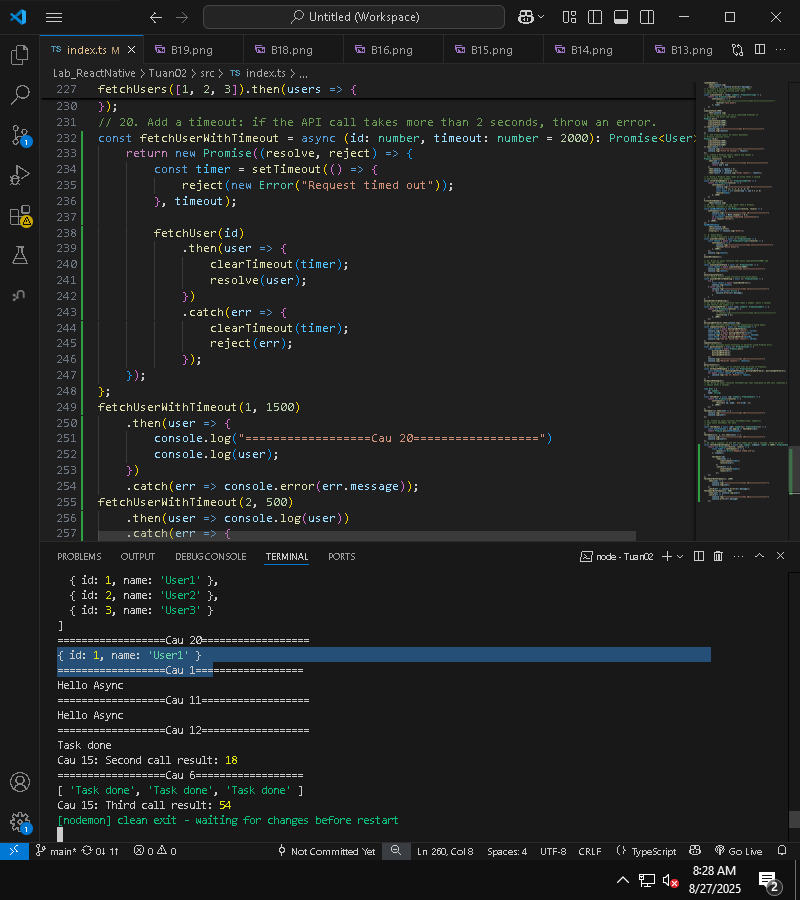 Untitled (Workspace)
TS index.ts M
B19.png
B18.png
B16.png
B15.png
B14.png
B13.png
Lab_ReactNative > Tuan02 > src > TS index.ts > ...
227 fetchUsers([1, 2, 3]).then(users => {
230 });
231 // 20. Add a timeout: if the API call takes more than 2 seconds, throw an error.
232 const fetchUserWithTimeout = async (id: number, timeout: number = 2000): Promise<User>
233 return new Promise((resolve, reject) => {
234 const timer = setTimeout(() => {
235 reject(new Error("Request timed out"));
236 }, timeout);
237
238 fetchUser(id)
239 .then(user => {
240 clearTimeout(timer);
241 resolve(user);
242 })
243 .catch(err => {
244 clearTimeout(timer);
245 reject(err);
246 });
247 });
248 };
249 fetchUserWithTimeout(1, 1500)
250 .then(user => {
251 console.log("==================Cau 20==================")
252 console.log(user);
253 })
254 .catch(err => console.error(err.message));
255 fetchUserWithTimeout(2, 500)
256 .then(user => console.log(user))
257 .catch(err => {
PROBLEMS OUTPUT DEBUG CONSOLE TERMINAL PORTS
node - Tuan02
{ id: 1, name: 'User1' },
{ id: 2, name: 'User2' },
{ id: 3, name: 'User3' }
]
==================Cau 20==================
{ id: 1, name: 'User1' }
==================Cau 1==================
Hello Async
==================Cau 11==================
Hello Async
==================Cau 12==================
Task done
Cau 15: Second call result: 18
==================Cau 6==================
[ 'Task done', 'Task done', 'Task done' ]
Cau 15: Third call result: 54
[nodemon] clean exit - waiting for changes before restart
main* 0↓ 1↑ 0 0 Not Committed Yet Ln 260, Col 8 Spaces: 4 UTF-8 CRLF TypeScript Go Live
8:28 AM
8/27/2025
2